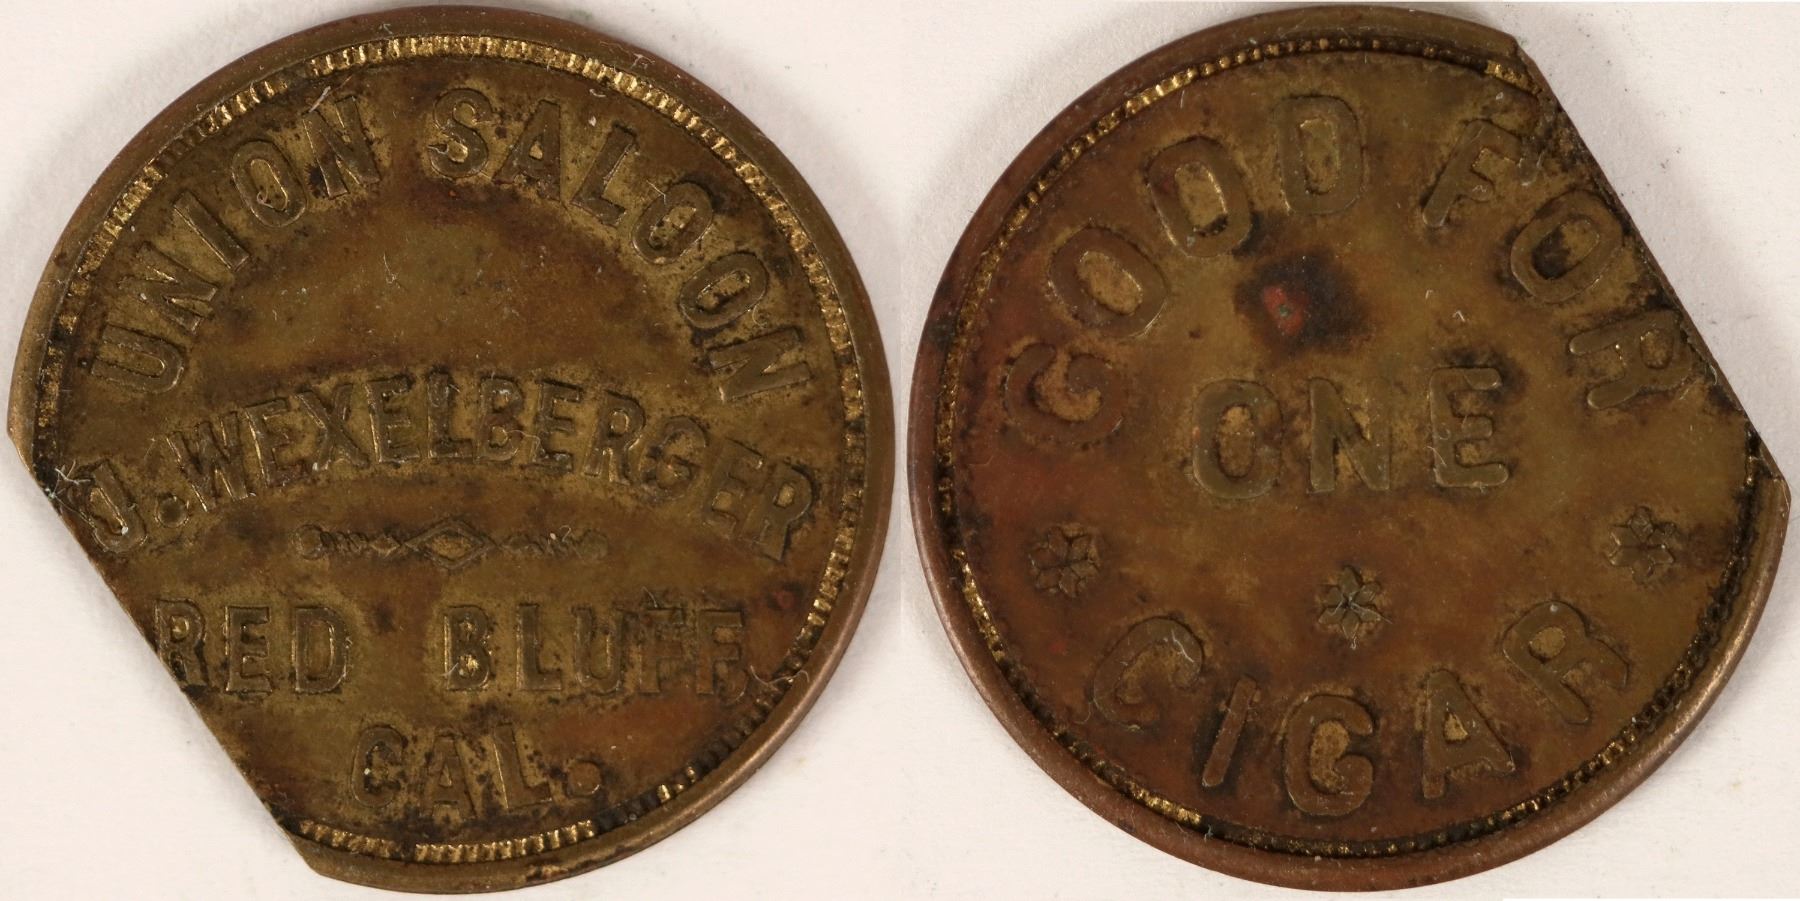 UNION SALOON
J. WEXELBERGER
RED BLUFF
CAL.
GOOD FOR
ONE
CIGAR